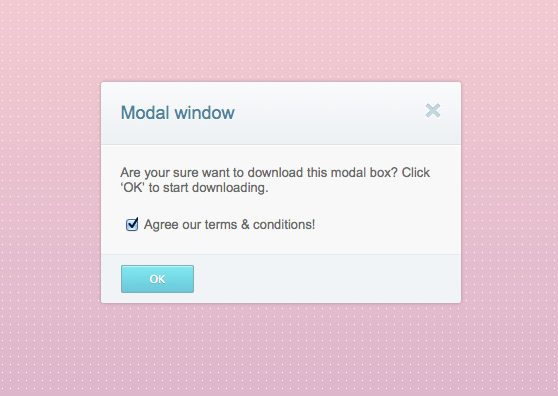 Modal window
Are your sure want to download this modal box? Click
‘OK’ to start downloading.
Agree our terms & conditions!
OK